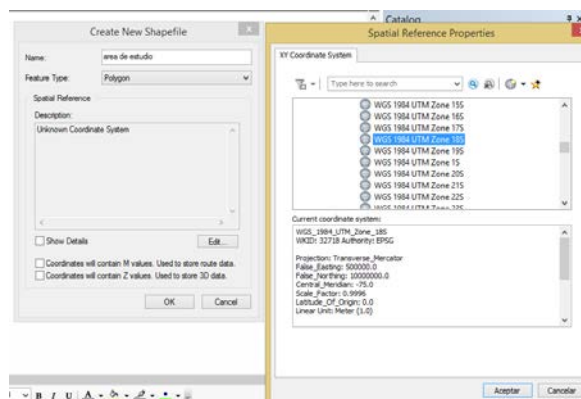 Catalog
Create New Shapefile
Name:
area de estudio
Feature Type:
Polygon
Spatial Reference
Description:
Unknown Coordinate System
Show Details
Edit...
Coordinates will contain M values. Used to store route data.
Coordinates will contain Z values. Used to store 3D data.
OK Cancel
B I U A
Spatial Reference Properties
XY Coordinate System
Type here to search
WGS 1984 UTM Zone 15S
WGS 1984 UTM Zone 16S
WGS 1984 UTM Zone 17S
WGS 1984 UTM Zone 18S
WGS 1984 UTM Zone 19S
WGS 1984 UTM Zone 1S
WGS 1984 UTM Zone 20S
WGS 1984 UTM Zone 21S
WGS 1984 UTM Zone 22S
Current coordinate system:
WGS_1984_UTM_Zone_18S
WKID: 32718 Authority: EPSG
Projection: Transverse_Mercator
False_Easting: 500000.0
False_Northing: 10000000.0
Central_Meridian: -75.0
Scale_Factor: 0.9996
Latitude_Of_Origin: 0.0
Linear Unit: Meter (1.0)
Aceptar Cancelar